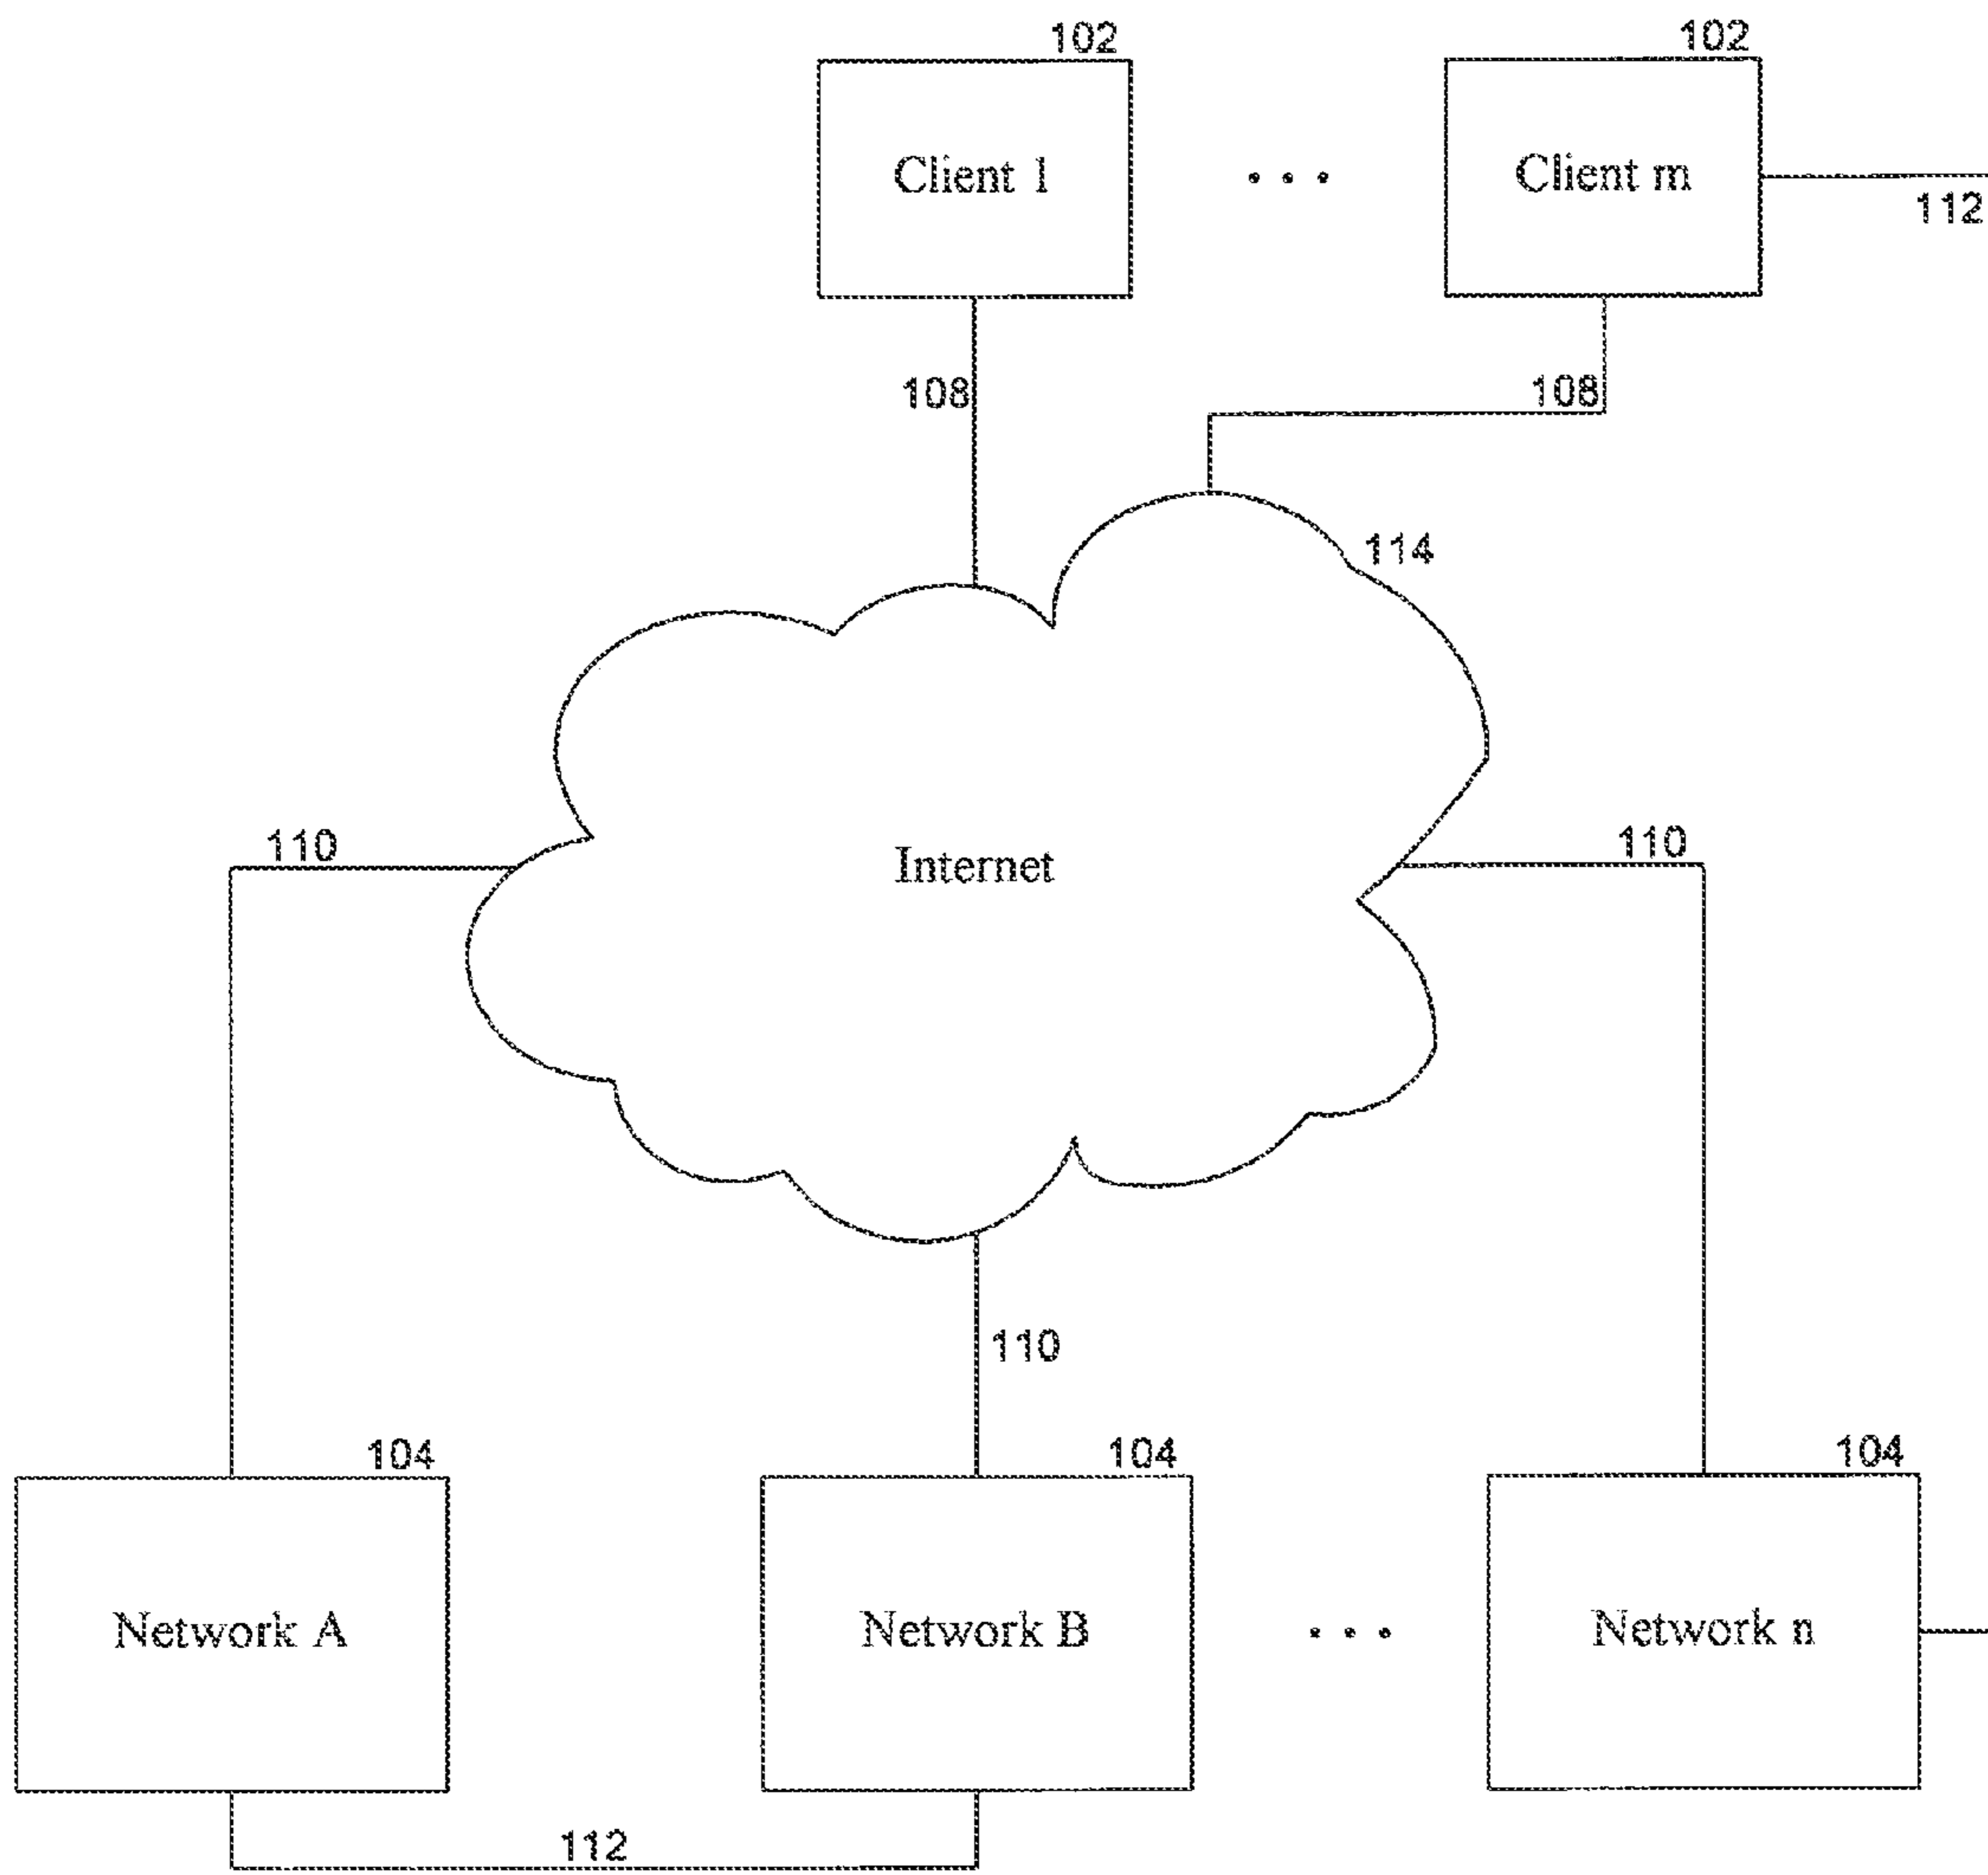 102
102
Client 1
• • •
Client m
112
108
108
114
110
Internet
110
110
104
104
104
Network A
Network B
• • •
Network n
112